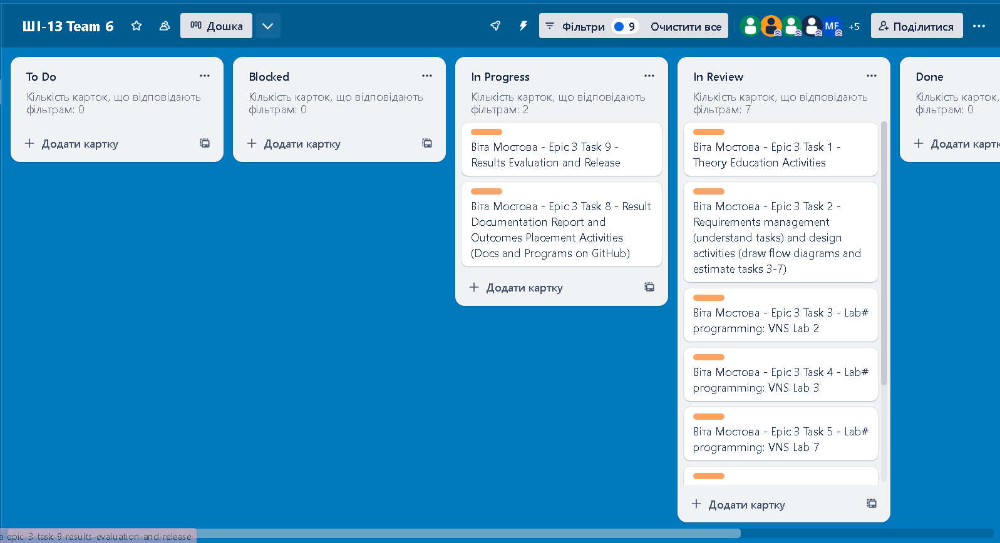 ШІ-13 Team 6
Дошка
Фільтри
9
Очистити все
MF
+5
Поділитися
To Do
Кількість карток, що відповідають
фільтрам: 0
Додати картку
Blocked
Кількість карток, що відповідають
фільтрам: 0
Додати картку
In Progress
Кількість карток, що відповідають
фільтрам: 2
Віта Мостова - Epic 3 Task 9 -
Results Evaluation and Release
Віта Мостова - Epic 3 Task 8 - Result
Documentation Report and
Outcomes Placement Activities
(Docs and Programs on GitHub)
Додати картку
In Review
Кількість карток, що відповідають
фільтрам: 7
Віта Мостова - Epic 3 Task 1 -
Theory Education Activities
Віта Мостова - Epic 3 Task 2 -
Requirements management
(understand tasks) and design
activities (draw flow diagrams and
estimate tasks 3-7)
Віта Мостова - Epic 3 Task 3 - Lab#
programming: VNS Lab 2
Віта Мостова - Epic 3 Task 4 - Lab#
programming: VNS Lab 3
Віта Мостова - Epic 3 Task 5 - Lab#
programming: VNS Lab 7
Додати картку
Done
Кількість карток,
фільтрам: 0
Додати картк
a-epic-3-task-9-results-evaluation-and-release